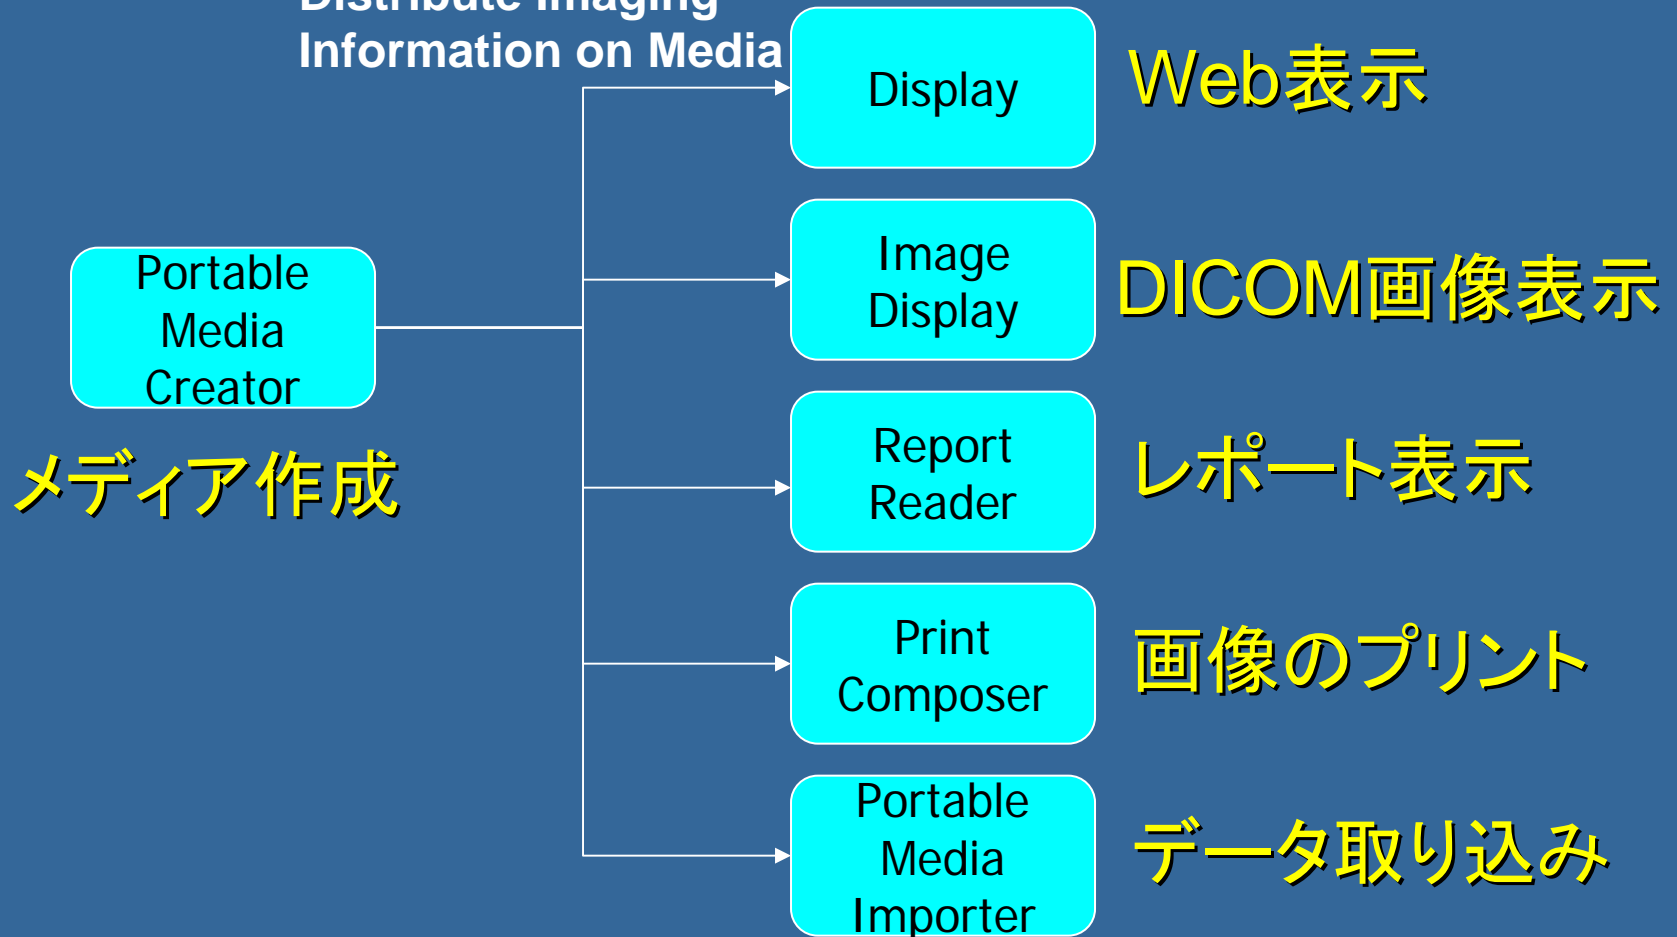 Distribute Imaging
Information on Media
Display
Web表示
Image
Display
DICOM画像表示
Portable
Media
Creator
メディア作成
Report
Reader
レポート表示
Print
Composer
画像のプリント
Portable
Media
Importer
データ取り込み